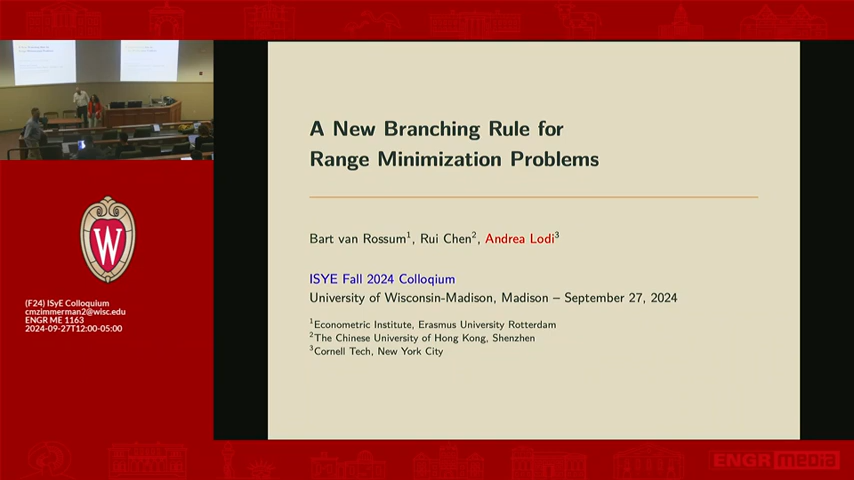 A New Branching Rule for
Range Minimization Problems
Bart van Rossum¹, Rui Chen², Andrea Lodi³
ISYE Fall 2024 Colloqium
University of Wisconsin-Madison, Madison – September 27, 2024
¹Econometric Institute, Erasmus University Rotterdam
²The Chinese University of Hong Kong, Shenzhen
³Cornell Tech, New York City
W
(F24) ISyE Colloquium
cmzimmerman2@wisc.edu
ENGR ME 1163
2024-09-27T12:00-05:00
ENGR media